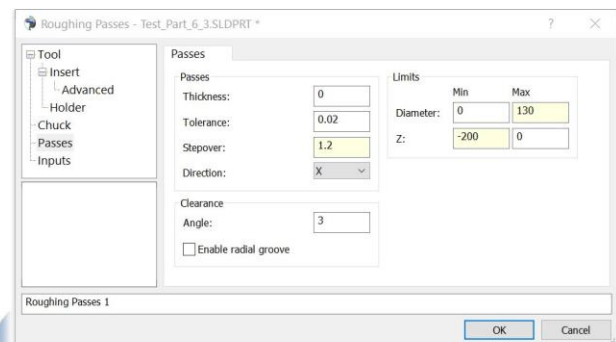 Roughing Passes - Test_Part_6_3.SLDPRT *
? ×
Tool
Insert
Advanced
Holder
Chuck
Passes
Inputs
Passes
Passes
Thickness: 0
Tolerance: 0.02
Stepover: 1.2
Direction: X
Clearance
Angle: 3
Enable radial groove
Limits
Min Max
Diameter: 0 130
Z: -200 0
Roughing Passes 1
OK Cancel